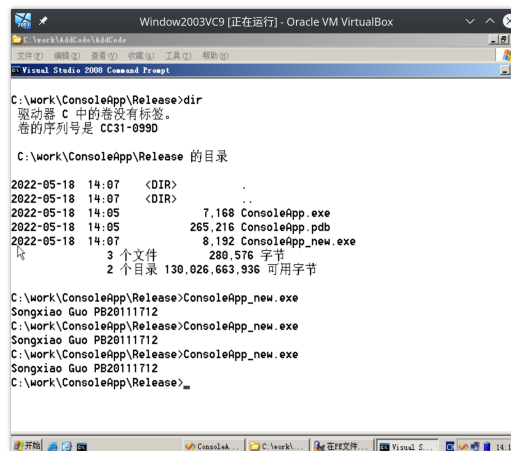 Window2003VC9 [正在运行] - Oracle VM VirtualBox
C:\work\AddCode\AddCode
文件(F) 编辑(E) 查看(V) 收藏(A) 工具(T) 帮助(H)
Visual Studio 2008 Command Prompt
C:\work\ConsoleApp\Release>dir
驱动器 C 中的卷没有标签。
卷的序列号是 CC31-099D
C:\work\ConsoleApp\Release 的目录
2022-05-18 14:07 <DIR> .
2022-05-18 14:07 <DIR> ..
2022-05-18 14:05 7,168 ConsoleApp.exe
2022-05-18 14:05 265,216 ConsoleApp.pdb
2022-05-18 14:07 8,192 ConsoleApp_new.exe
3 个文件 280,576 字节
2 个目录 130,026,663,936 可用字节
C:\work\ConsoleApp\Release>ConsoleApp_new.exe
Songxiao Guo PB20111712
C:\work\ConsoleApp\Release>ConsoleApp_new.exe
Songxiao Guo PB20111712
C:\work\ConsoleApp\Release>ConsoleApp_new.exe
Songxiao Guo PB20111712
C:\work\ConsoleApp\Release>_
开始 ConsoleA... C:\work\... 在PE文件... Visual S... 14:1